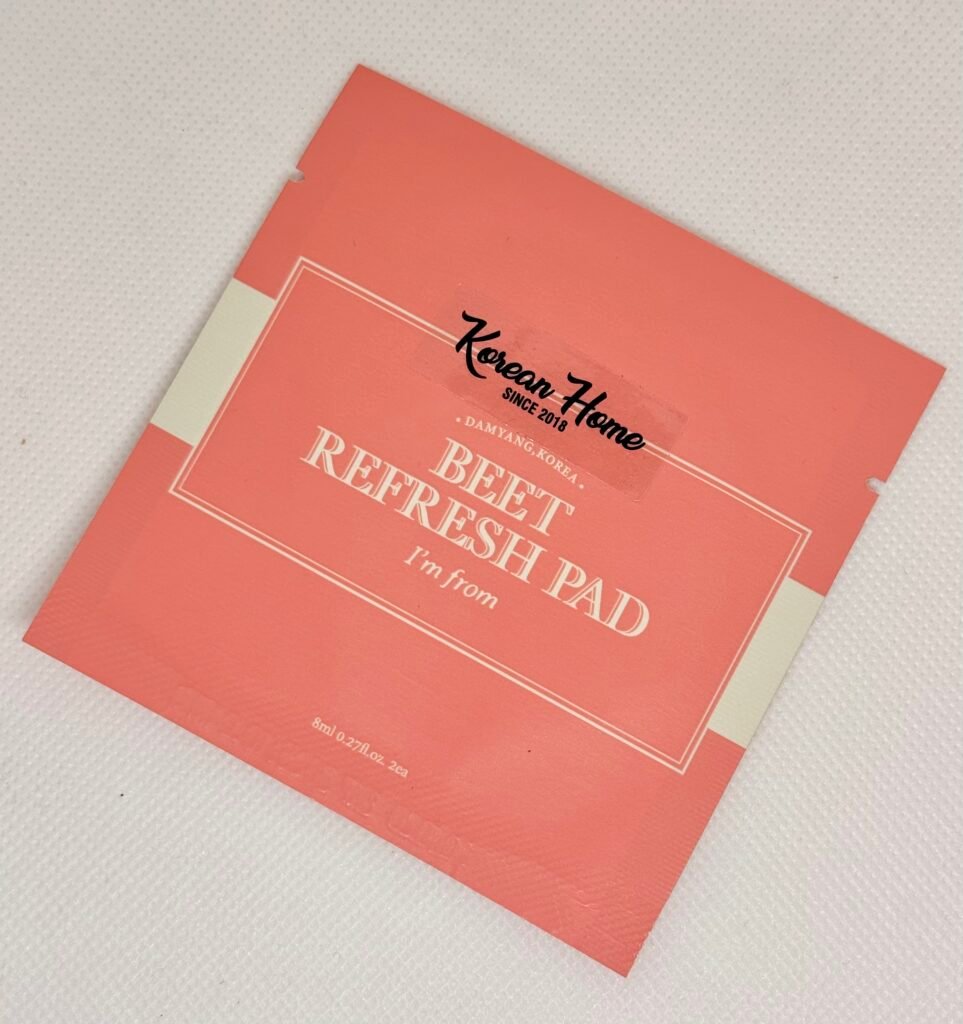 Korean Home
SINCE 2018
• DAMYANG, KOREA •
BEET
REFRESH PAD
I'm from
8ml 0.27fl.oz. 2ea